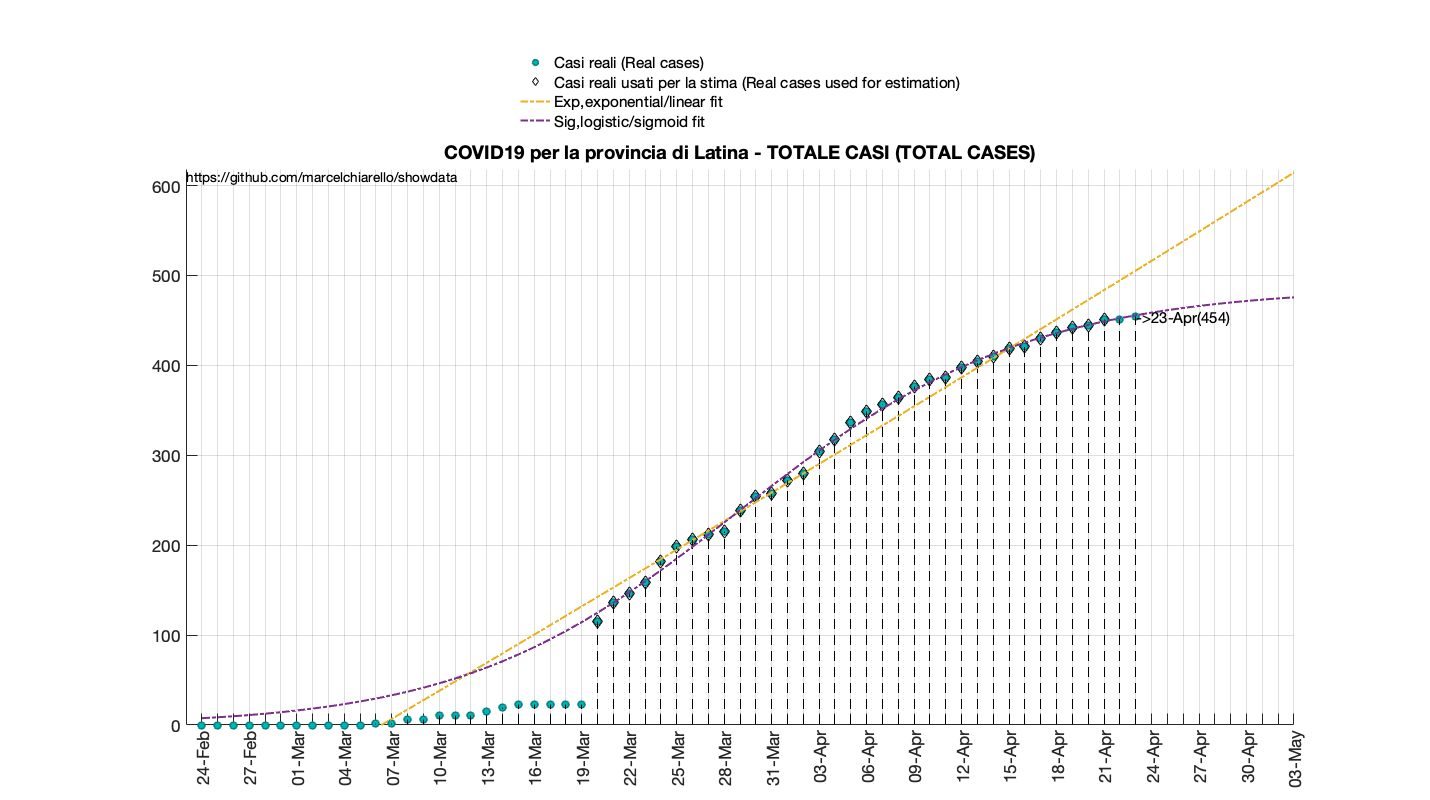 Casi reali (Real cases)
Casi reali usati per la stima (Real cases used for estimation)
Exp,exponential/linear fit
Sig,logistic/sigmoid fit
COVID19 per la provincia di Latina - TOTALE CASI (TOTAL CASES)
https://github.com/marcelchiarello/showdata
600
500
400
300
200
100
0
->23-Apr(454)
24-Feb
27-Feb
01-Mar
04-Mar
07-Mar
10-Mar
13-Mar
16-Mar
19-Mar
22-Mar
25-Mar
28-Mar
31-Mar
03-Apr
06-Apr
09-Apr
12-Apr
15-Apr
18-Apr
21-Apr
24-Apr
27-Apr
30-Apr
03-May